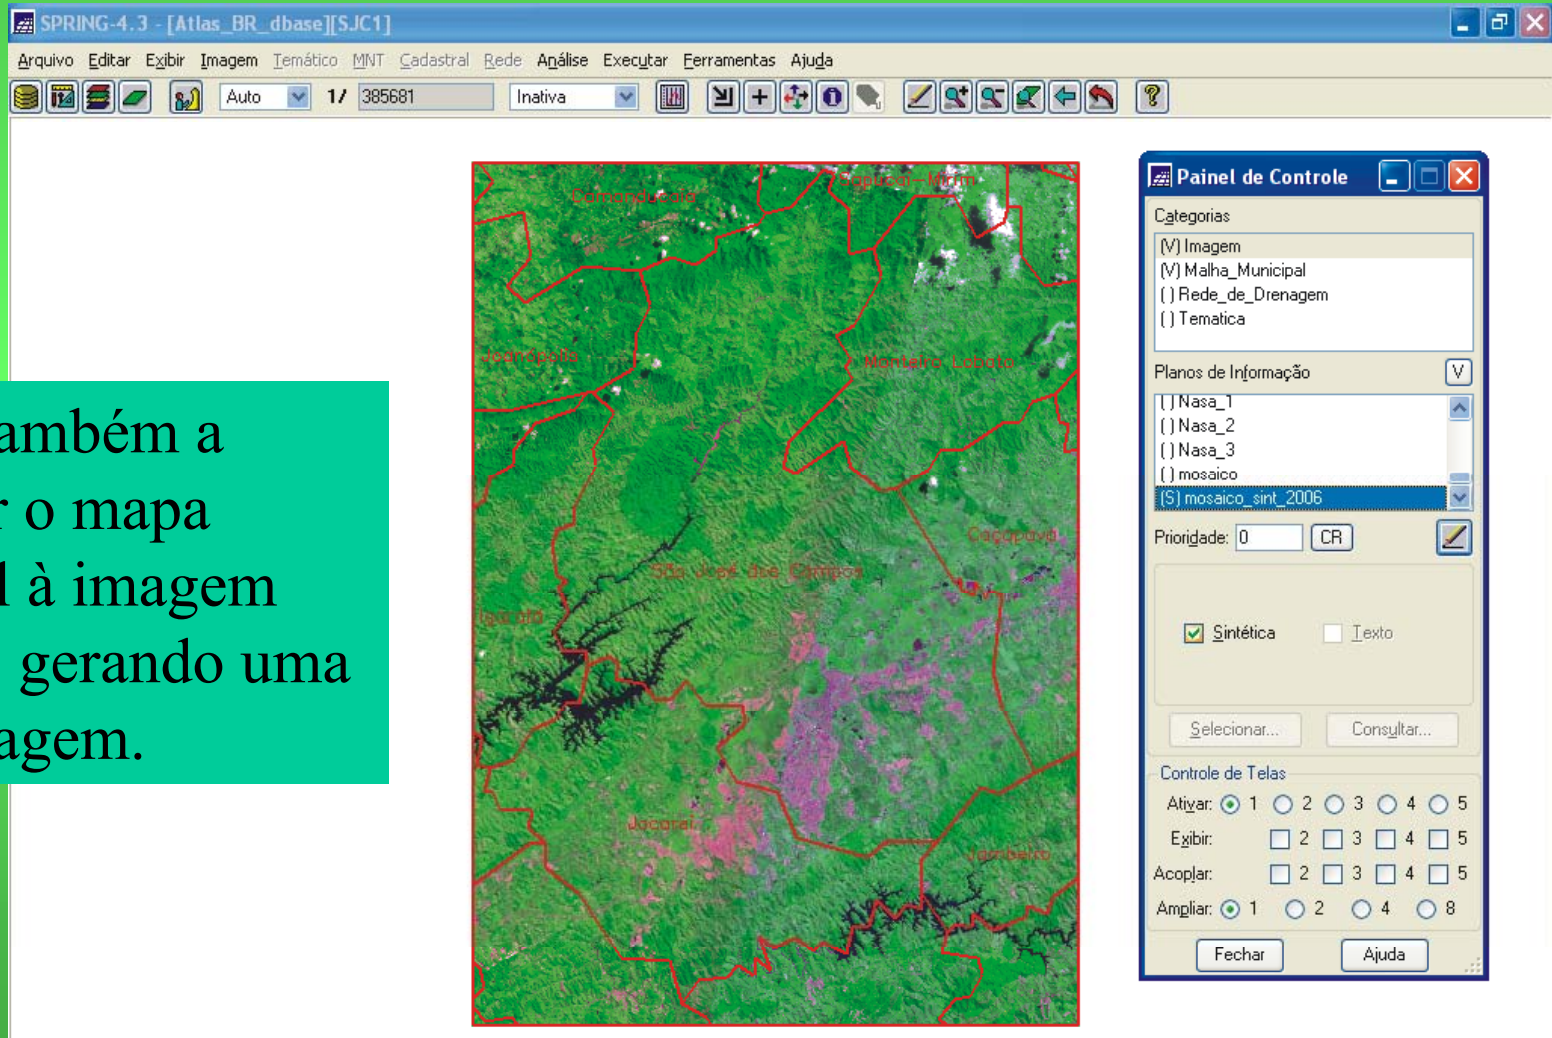 SPRING-4.3 - [Atlas_BR_dbase][SJC1]
Arquivo Editar Exibir Imagem Temático MNT Cadastral Rede Análise Executar Ferramentas Ajuda
Auto 1/ 385681 Inativa
Camanducaia
Sapucaí-Mirim
Joanópolis
Monteiro Lobato
Caçapava
São José dos Campos
Igaratá
Jacareí
Jambeiro
ambém a
r o mapa
l à imagem
gerando uma
agem.
Painel de Controle
Categorias
(V) Imagem
(V) Malha_Municipal
( ) Rede_de_Drenagem
( ) Tematica
Planos de Informação V
( ) Nasa_1
( ) Nasa_2
( ) Nasa_3
( ) mosaico
(S) mosaico_sint_2006
Prioridade: 0 CR
Sintética Texto
Selecionar... Consultar...
Controle de Telas
Ativar: 1 2 3 4 5
Exibir: 2 3 4 5
Acoplar: 2 3 4 5
Ampliar: 1 2 4 8
Fechar Ajuda